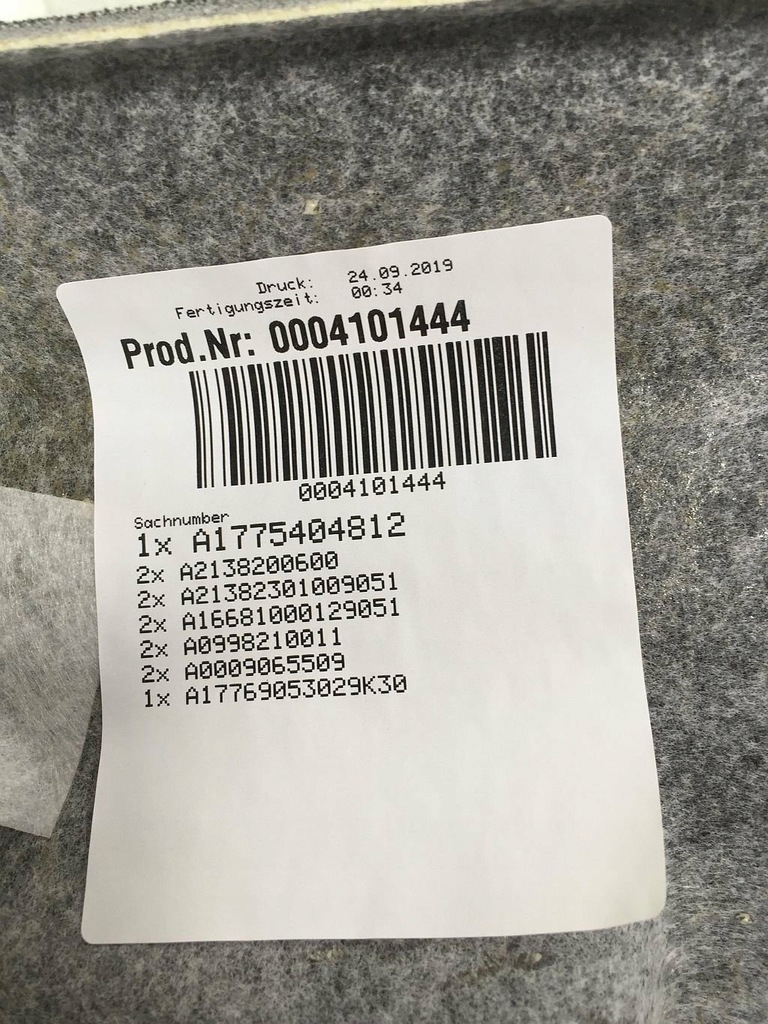 Druck: 24.09.2019
Fertigungszeit: 00:34
Prod.Nr: 0004101444
0004101444
Sachnumber
1x A1775404812
2x A2138200600
2x A21382301009051
2x A16681000129051
2x A0998210011
2x A0009065509
1x A17769053029K30